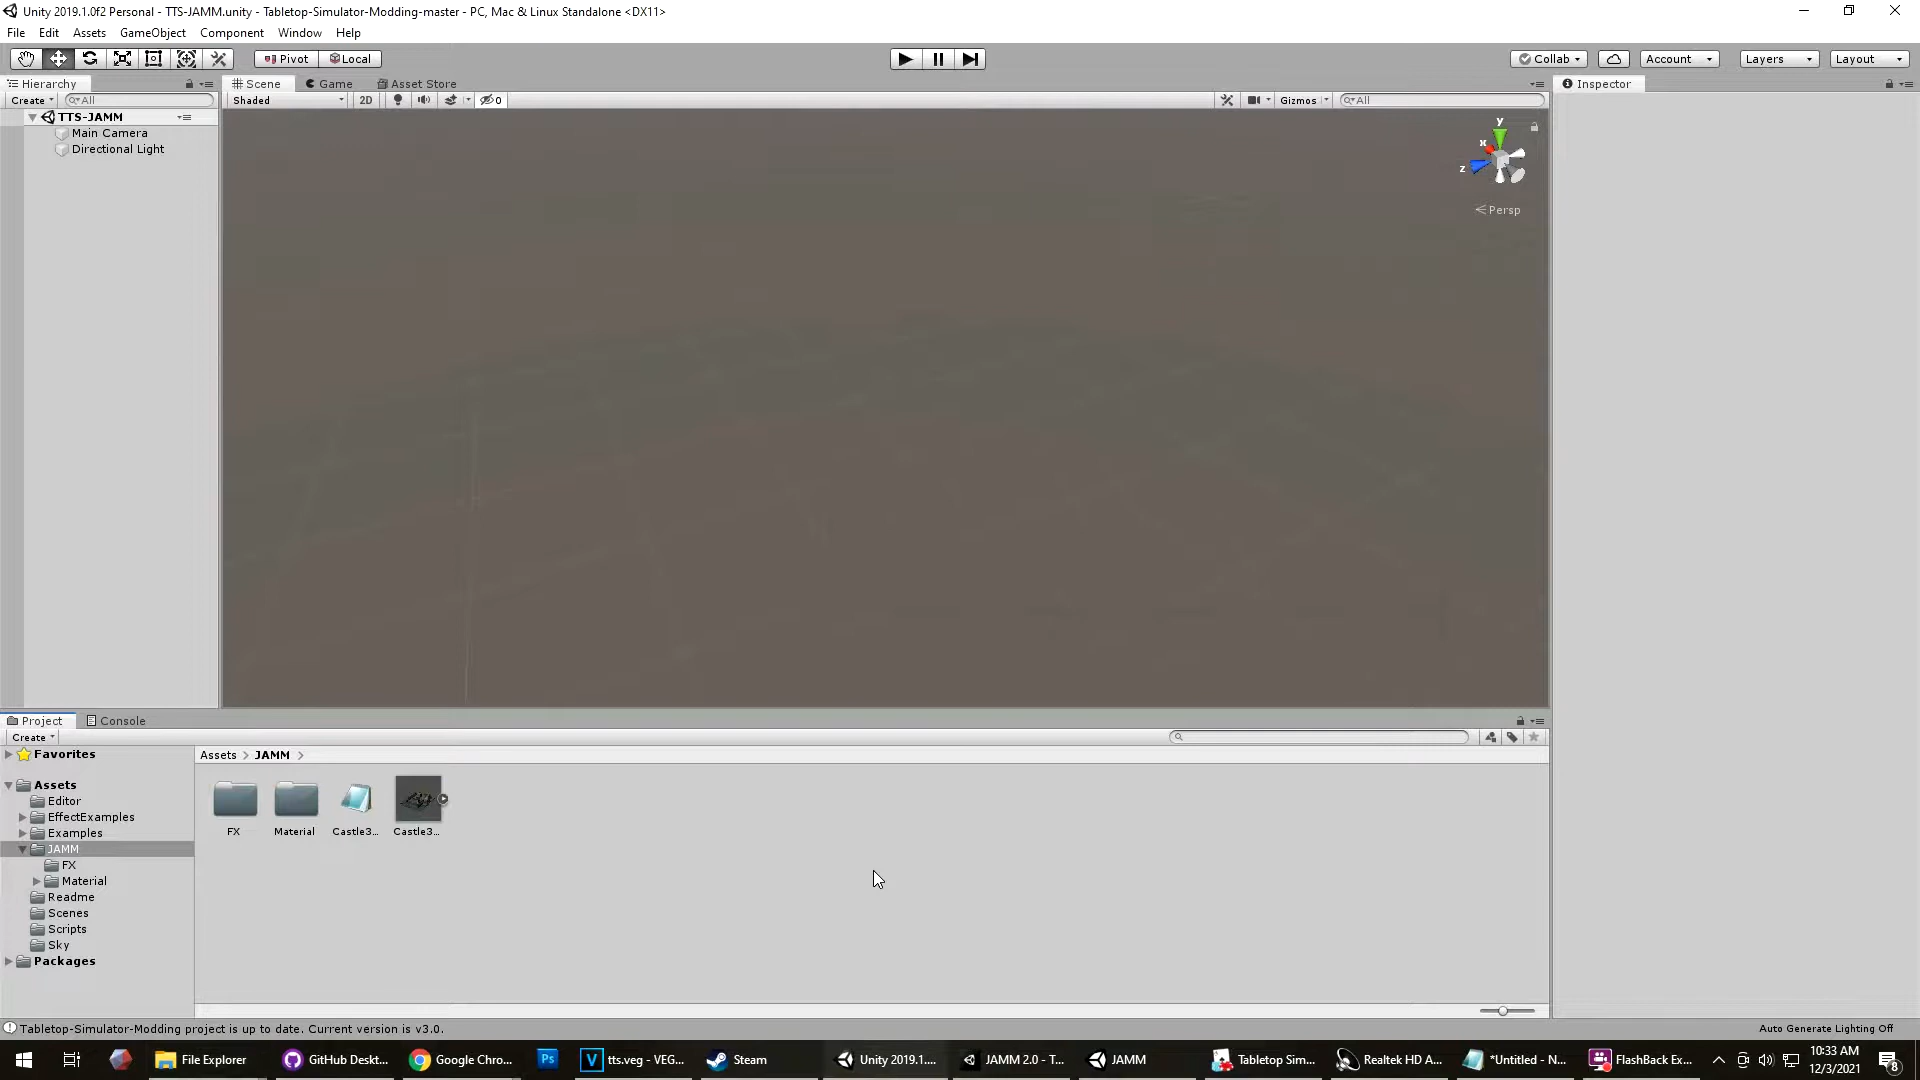 Unity 2019.1.0f2 Personal - TTS-JAMM.unity - Tabletop-Simulator-Modding-master - PC, Mac & Linux Standalone <DX11>
File Edit Assets GameObject Component Window Help
Pivot Local Collab Account Layers Layout
Hierarchy Scene Game Asset Store Inspector
Create All Shaded 2D 0 Gizmos All
TTS-JAMM
Main Camera
Directional Light
y
x
z
Persp
Project Console
Create
Favorites
Assets > JAMM >
Assets
Editor
EffectExamples
Examples
JAMM
FX
Material
Readme
Scenes
Scripts
Sky
Packages
FX Material Castle3... Castle3...
Tabletop-Simulator-Modding project is up to date. Current version is v3.0.
Auto Generate Lighting Off
File Explorer GitHub Deskt... Google Chro... Ps V tts.veg - VEG... Steam Unity 2019.1.... JAMM 2.0 - T... JAMM Tabletop Sim... Realtek HD A... *Untitled - N... FlashBack Ex...
10:33 AM
12/3/2021
8